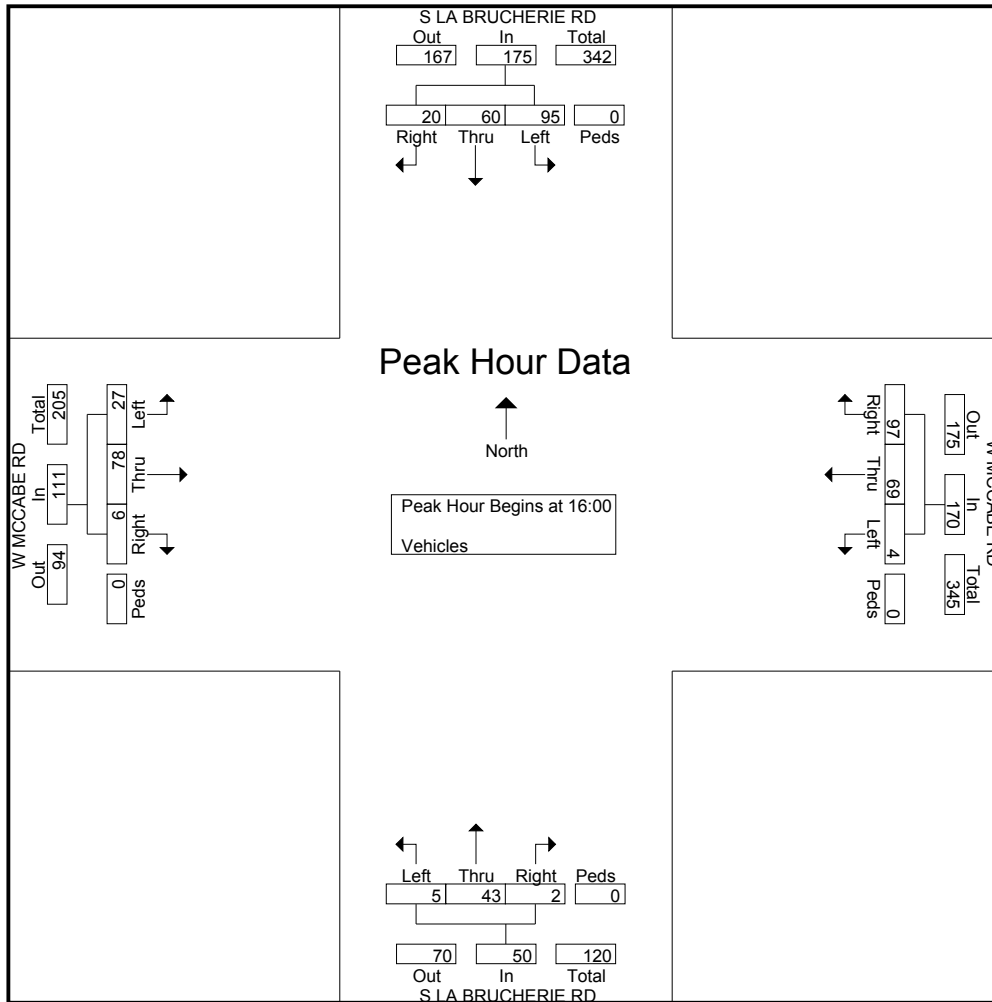 S LA BRUCHERIE RD
Out In Total
167 175 342
20 60 95 0
Right Thru Left Peds
Peak Hour Data
North
Peak Hour Begins at 16:00
Vehicles
W MCCABE RD
Total In Out
205 111 94
27 78 6 0
Left Thru Right Peds
W MCCABE RD
Out In Total
175 170 345
97 69 4 0
Right Thru Left Peds
Left Thru Right Peds
5 43 2 0
70 50 120
Out In Total
S LA BRUCHERIE RD